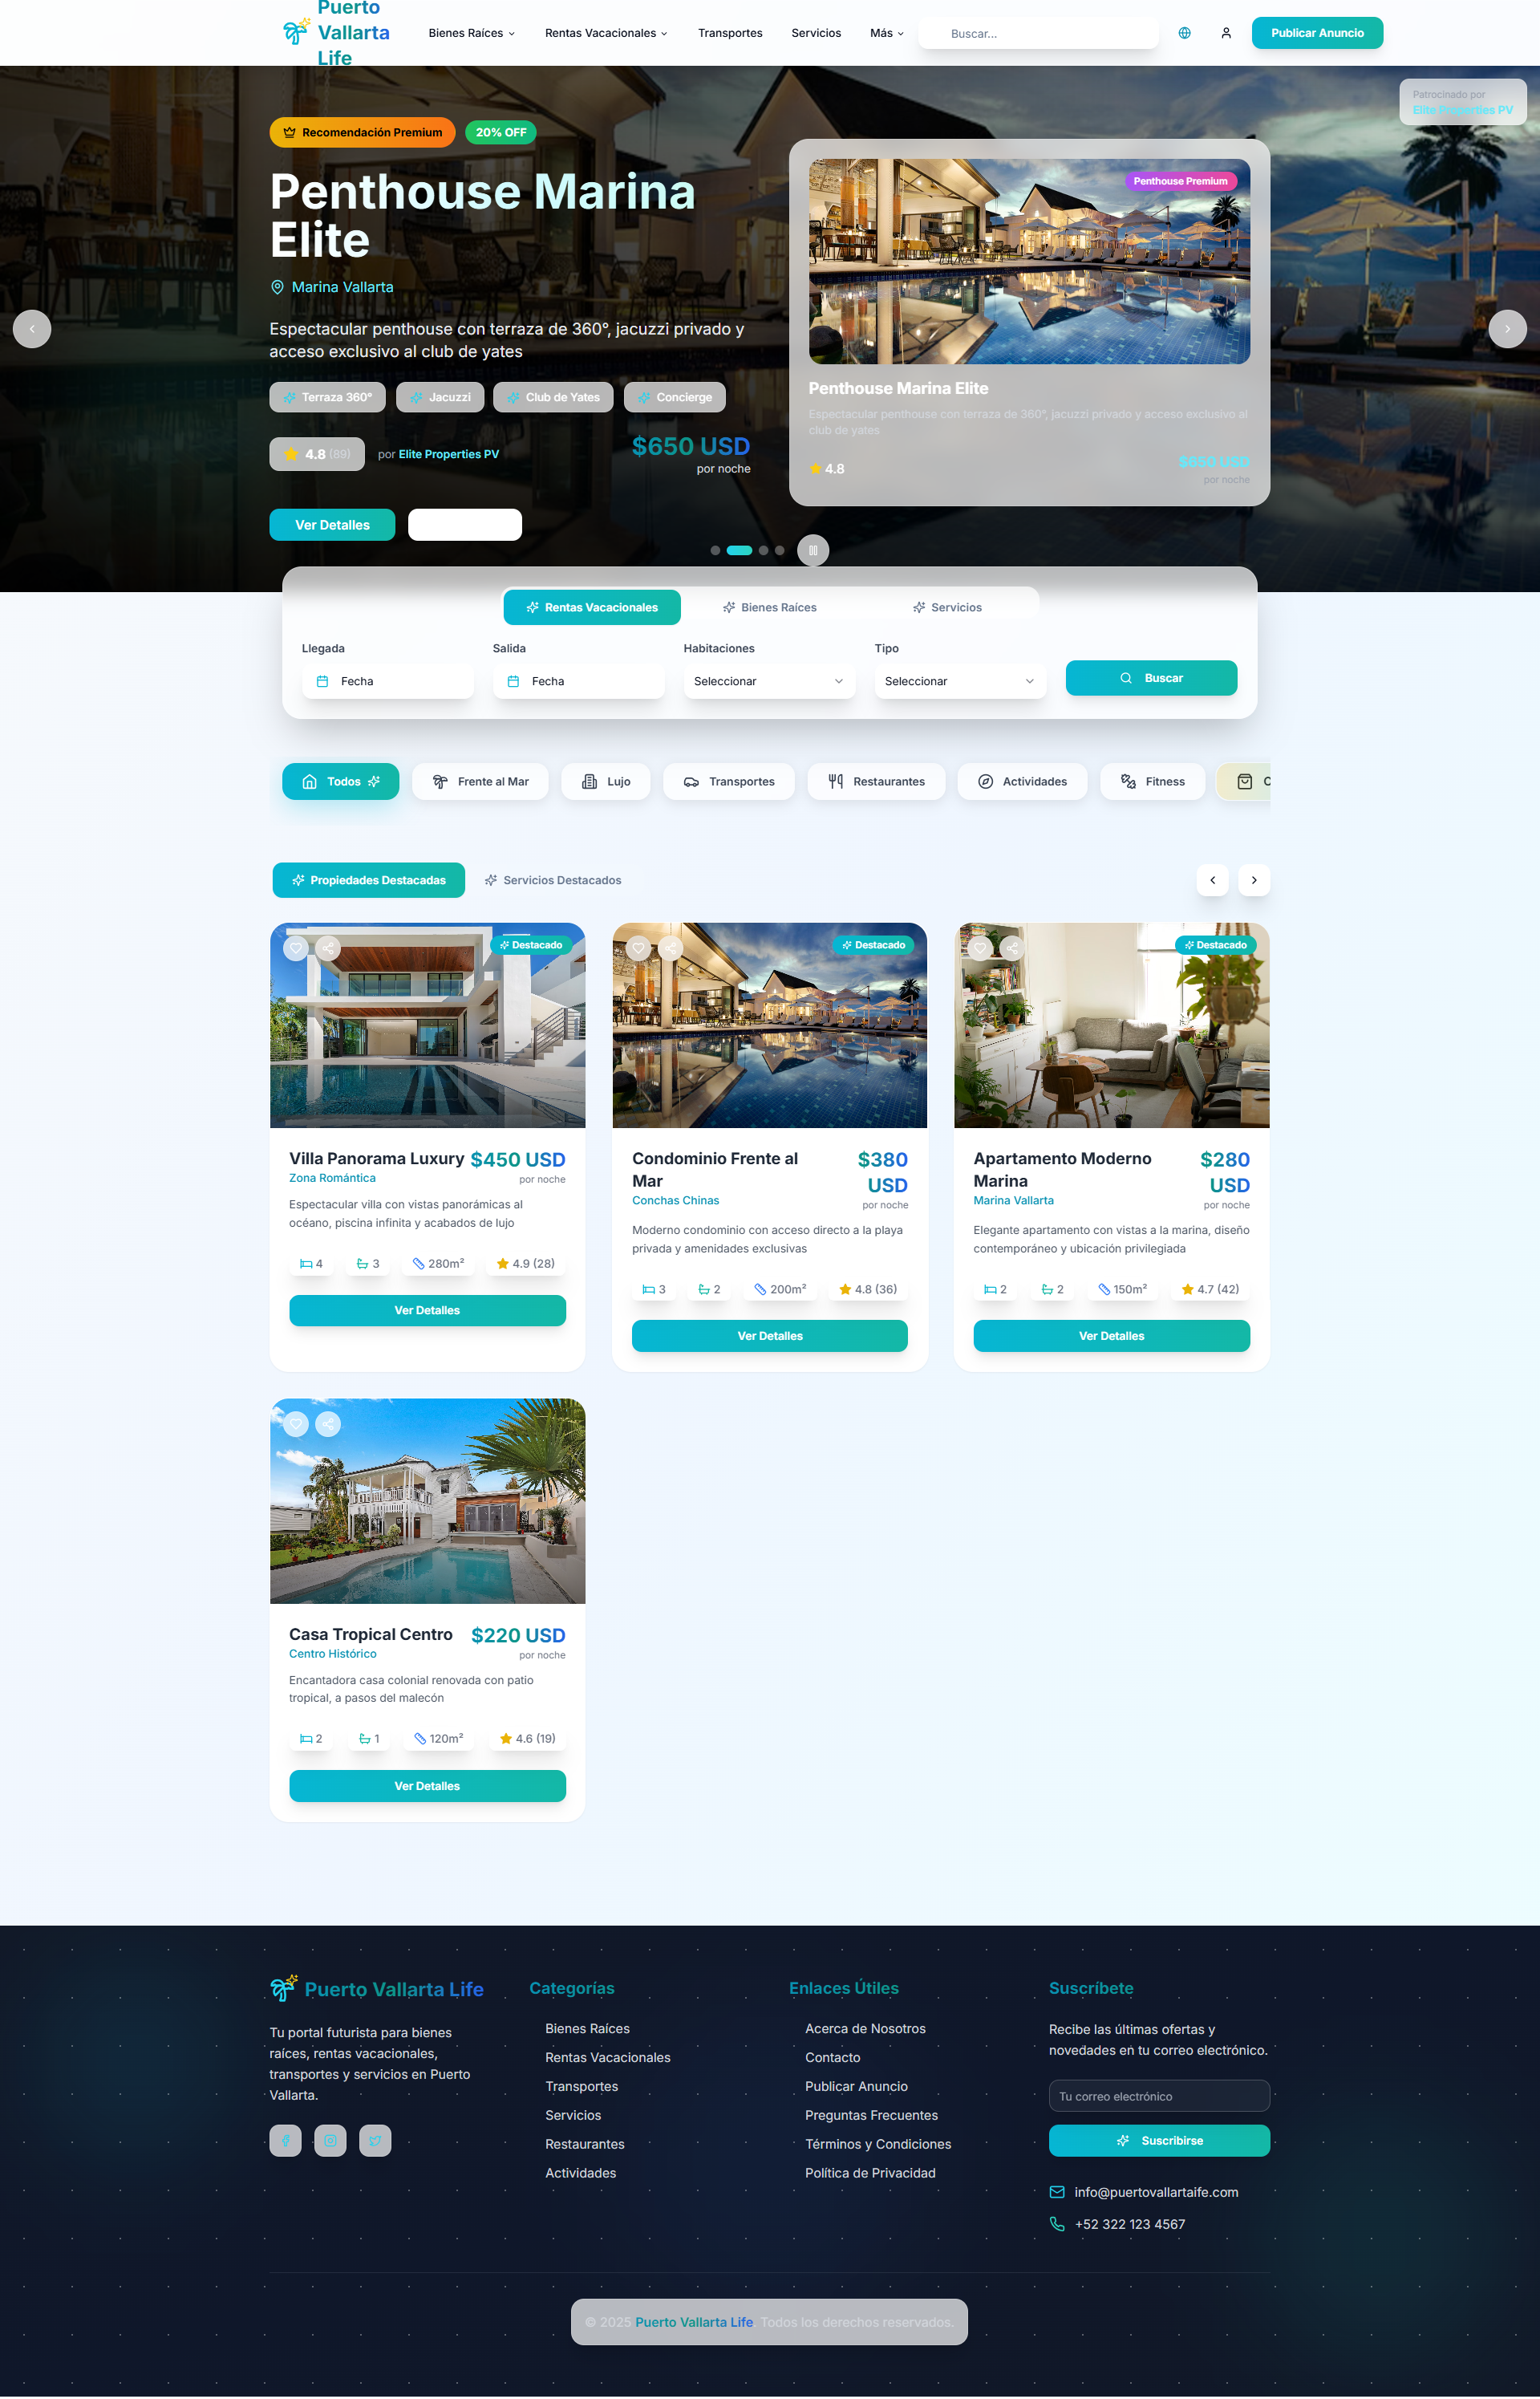 Puerto
Vallarta
Life
Bienes Raíces
Rentas Vacacionales
Transportes
Servicios
Más
Buscar...
Publicar Anuncio
Patrocinado por
Elite Properties PV
Recomendación Premium
20% OFF
Penthouse Marina
Elite
Marina Vallarta
Espectacular penthouse con terraza de 360°, jacuzzi privado y
acceso exclusivo al club de yates
Terraza 360°
Jacuzzi
Club de Yates
Concierge
4.8 (89)
por Elite Properties PV
$650 USD
por noche
Ver Detalles
Penthouse Premium
Penthouse Marina Elite
Espectacular penthouse con terraza de 360°, jacuzzi privado y acceso exclusivo al
club de yates
4.8
$650 USD
por noche
Rentas Vacacionales
Bienes Raíces
Servicios
Llegada
Salida
Habitaciones
Tipo
Fecha
Fecha
Seleccionar
Seleccionar
Buscar
Todos
Frente al Mar
Lujo
Transportes
Restaurantes
Actividades
Fitness
Propiedades Destacadas
Servicios Destacados
Destacado
Villa Panorama Luxury
$450 USD
Zona Romántica
por noche
Espectacular villa con vistas panorámicas al
océano, piscina infinita y acabados de lujo
4
3
280m²
4.9 (28)
Ver Detalles
Destacado
Condominio Frente al
Mar
$380
USD
Conchas Chinas
por noche
Moderno condominio con acceso directo a la playa
privada y amenidades exclusivas
3
2
200m²
4.8 (36)
Ver Detalles
Destacado
Apartamento Moderno
Marina
$280
USD
Marina Vallarta
por noche
Elegante apartamento con vistas a la marina, diseño
contemporáneo y ubicación privilegiada
2
2
150m²
4.7 (42)
Ver Detalles
Casa Tropical Centro
$220 USD
Centro Histórico
por noche
Encantadora casa colonial renovada con patio
tropical, a pasos del malecón
2
1
120m²
4.6 (19)
Ver Detalles
Puerto Vallarta Life
Tu portal futurista para bienes
raíces, rentas vacacionales,
transportes y servicios en Puerto
Vallarta.
Categorías
Bienes Raíces
Rentas Vacacionales
Transportes
Servicios
Restaurantes
Actividades
Enlaces Útiles
Acerca de Nosotros
Contacto
Publicar Anuncio
Preguntas Frecuentes
Términos y Condiciones
Política de Privacidad
Suscríbete
Recibe las últimas ofertas y
novedades en tu correo electrónico.
Tu correo electrónico
Suscribirse
info@puertovallartaife.com
+52 322 123 4567
© 2025 Puerto Vallarta Life. Todos los derechos reservados.